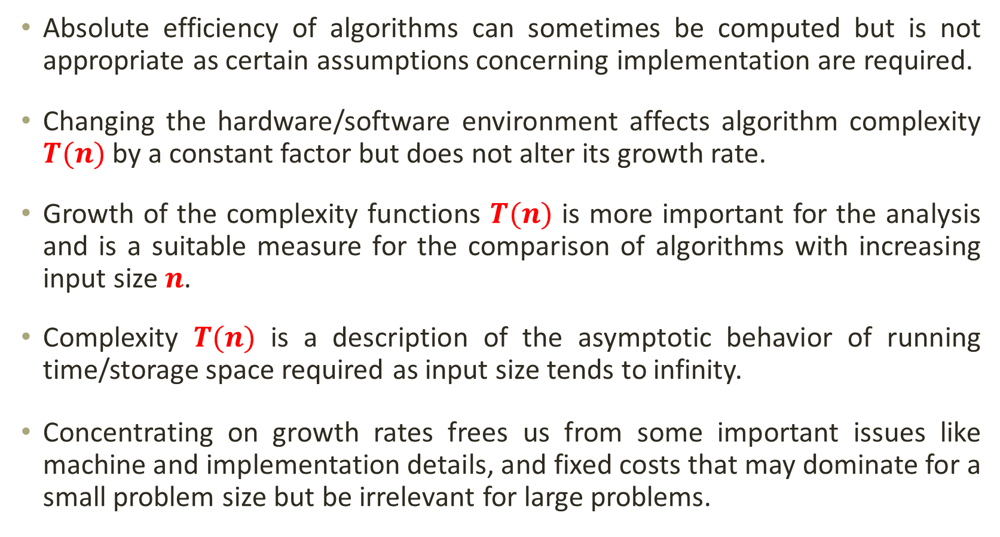 • Absolute efficiency of algorithms can sometimes be computed but is not
appropriate as certain assumptions concerning implementation are required.
• Changing the hardware/software environment affects algorithm complexity
T(n) by a constant factor but does not alter its growth rate.
• Growth of the complexity functions T(n) is more important for the analysis
and is a suitable measure for the comparison of algorithms with increasing
input size n.
• Complexity T(n) is a description of the asymptotic behavior of running
time/storage space required as input size tends to infinity.
• Concentrating on growth rates frees us from some important issues like
machine and implementation details, and fixed costs that may dominate for a
small problem size but be irrelevant for large problems.